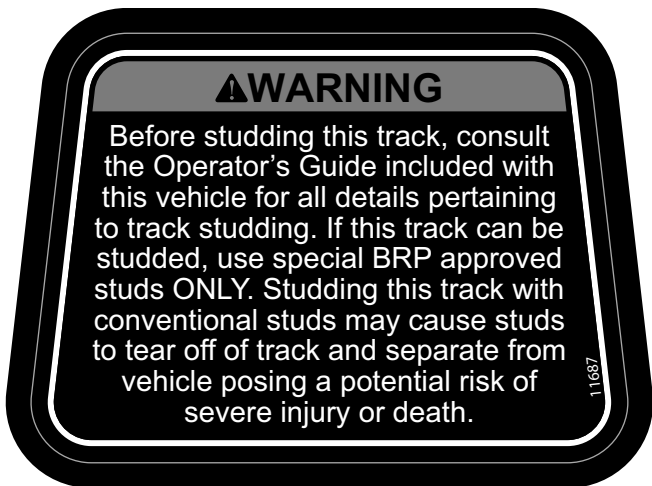 ⚠WARNING
Before studding this track, consult
the Operator’s Guide included with
this vehicle for all details pertaining
to track studding. If this track can be
studded, use special BRP approved
studs ONLY. Studding this track with
conventional studs may cause studs
to tear off of track and separate from
vehicle posing a potential risk of
severe injury or death.
11687